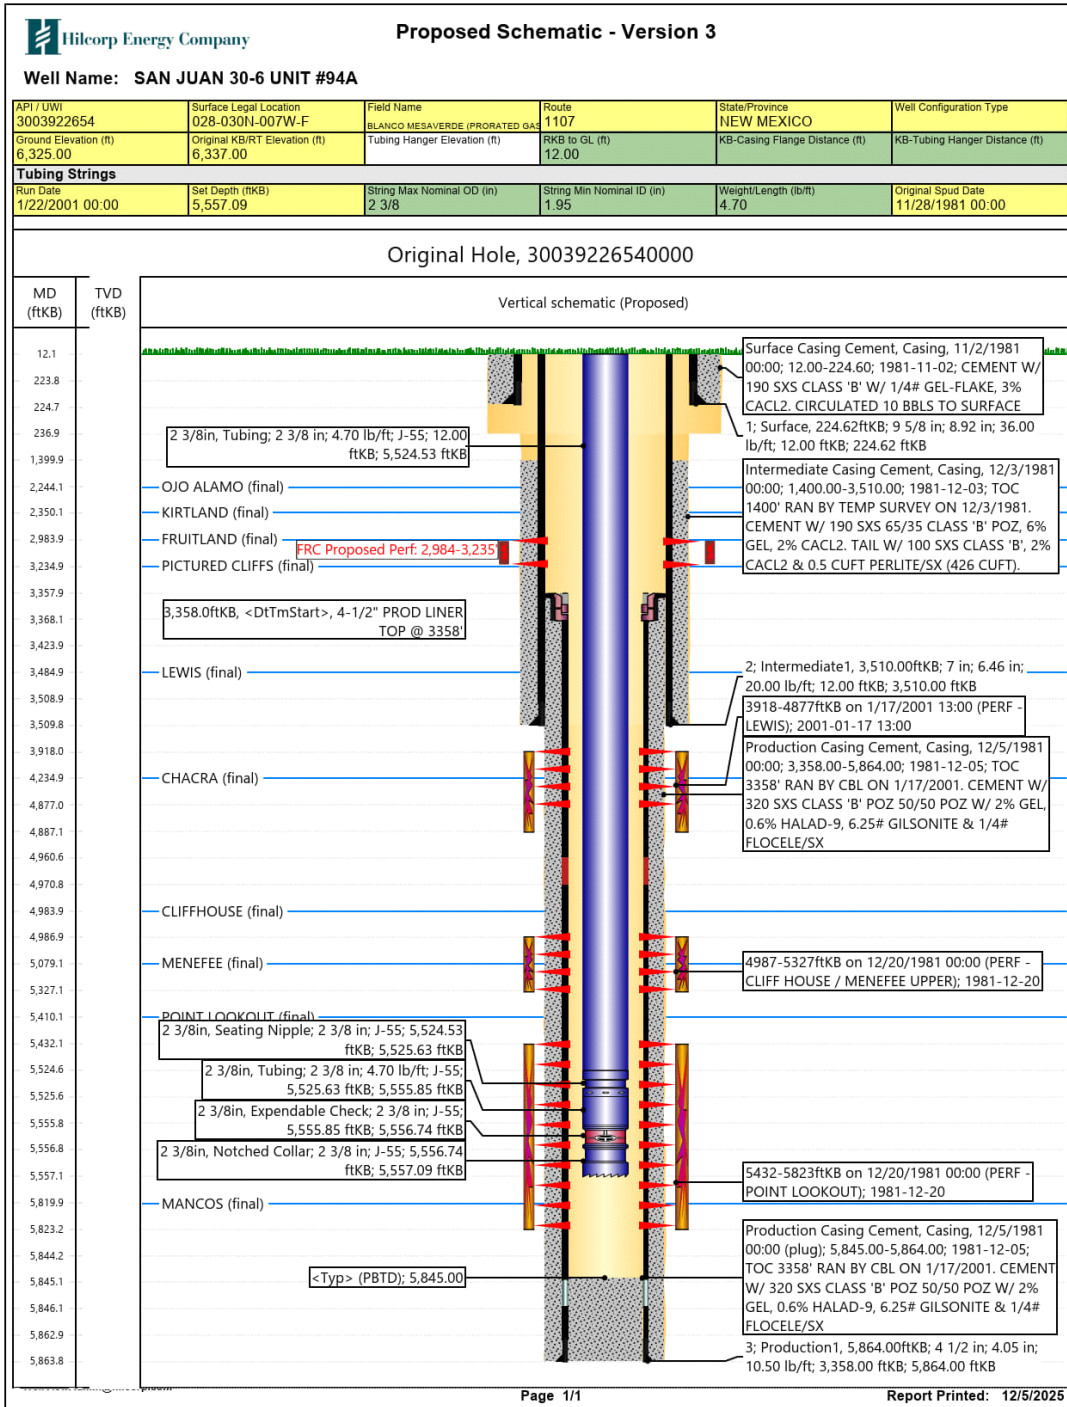 Hilcorp Energy Company
Proposed Schematic - Version 3
Well Name: SAN JUAN 30-6 UNIT #94A
API / UWI
3003922654
Surface Legal Location
028-030N-007W-F
Field Name
BLANCO MESAVERDE (PRORATED GAS
Route
1107
State/Province
NEW MEXICO
Well Configuration Type
Ground Elevation (ft)
6,325.00
Original KB/RT Elevation (ft)
6,337.00
Tubing Hanger Elevation (ft)
RKB to GL (ft)
12.00
KB-Casing Flange Distance (ft)
KB-Tubing Hanger Distance (ft)
Tubing Strings
Run Date
1/22/2001 00:00
Set Depth (ftKB)
5,557.09
String Max Nominal OD (in)
2 3/8
String Min Nominal ID (in)
1.95
Weight/Length (lb/ft)
4.70
Original Spud Date
11/28/1981 00:00
Original Hole, 30039226540000
MD
(ftKB)
TVD
(ftKB)
Vertical schematic (Proposed)
12.1
223.8
224.7
236.9
1,399.9
2,244.1
2,350.1
2,983.9
3,234.9
3,357.9
3,368.1
3,423.9
3,484.9
3,508.9
3,509.8
3,918.0
4,234.9
4,877.0
4,887.1
4,960.6
4,970.8
4,983.9
4,986.9
5,079.1
5,327.1
5,410.1
5,432.1
5,524.6
5,525.6
5,555.8
5,556.8
5,557.1
5,819.9
5,823.2
5,844.2
5,845.1
5,846.1
5,862.9
5,863.8
2 3/8in, Tubing; 2 3/8 in; 4.70 lb/ft; J-55; 12.00
ftKB; 5,524.53 ftKB
OJO ALAMO (final)
KIRTLAND (final)
FRUITLAND (final)
FRC Proposed Perf: 2,984-3,235'
PICTURED CLIFFS (final)
3,358.0ftKB, <DtTmStart>, 4-1/2" PROD LINER
TOP @ 3358'
LEWIS (final)
CHACRA (final)
CLIFFHOUSE (final)
MENEFEE (final)
POINT LOOKOUT (final)
2 3/8in, Seating Nipple; 2 3/8 in; J-55; 5,524.53
ftKB; 5,525.63 ftKB
2 3/8in, Tubing; 2 3/8 in; 4.70 lb/ft; J-55;
5,525.63 ftKB; 5,555.85 ftKB
2 3/8in, Expendable Check; 2 3/8 in; J-55;
5,555.85 ftKB; 5,556.74 ftKB
2 3/8in, Notched Collar; 2 3/8 in; J-55; 5,556.74
ftKB; 5,557.09 ftKB
MANCOS (final)
<Typ> (PBTD); 5,845.00
Surface Casing Cement, Casing, 11/2/1981
00:00; 12.00-224.60; 1981-11-02; CEMENT W/
190 SXS CLASS 'B' W/ 1/4# GEL-FLAKE, 3%
CACL2. CIRCULATED 10 BBLS TO SURFACE
1; Surface, 224.62ftKB; 9 5/8 in; 8.92 in; 36.00
lb/ft; 12.00 ftKB; 224.62 ftKB
Intermediate Casing Cement, Casing, 12/3/1981
00:00; 1,400.00-3,510.00; 1981-12-03; TOC
1400' RAN BY TEMP SURVEY ON 12/3/1981.
CEMENT W/ 190 SXS 65/35 CLASS 'B' POZ, 6%
GEL, 2% CACL2. TAIL W/ 100 SXS CLASS 'B', 2%
CACL2 & 0.5 CUFT PERLITE/SX (426 CUFT).
2; Intermediate1, 3,510.00ftKB; 7 in; 6.46 in;
20.00 lb/ft; 12.00 ftKB; 3,510.00 ftKB
3918-4877ftKB on 1/17/2001 13:00 (PERF -
LEWIS); 2001-01-17 13:00
Production Casing Cement, Casing, 12/5/1981
00:00; 3,358.00-5,864.00; 1981-12-05; TOC
3358' RAN BY CBL ON 1/17/2001. CEMENT W/
320 SXS CLASS 'B' POZ 50/50 POZ W/ 2% GEL,
0.6% HALAD-9, 6.25# GILSONITE & 1/4#
FLOCELE/SX
4987-5327ftKB on 12/20/1981 00:00 (PERF -
CLIFF HOUSE / MENEFEE UPPER); 1981-12-20
5432-5823ftKB on 12/20/1981 00:00 (PERF -
POINT LOOKOUT); 1981-12-20
Production Casing Cement, Casing, 12/5/1981
00:00 (plug); 5,845.00-5,864.00; 1981-12-05;
TOC 3358' RAN BY CBL ON 1/17/2001. CEMENT
W/ 320 SXS CLASS 'B' POZ 50/50 POZ W/ 2%
GEL, 0.6% HALAD-9, 6.25# GILSONITE & 1/4#
FLOCELE/SX
3; Production1, 5,864.00ftKB; 4 1/2 in; 4.05 in;
10.50 lb/ft; 3,358.00 ftKB; 5,864.00 ftKB
Page 1/1
Report Printed: 12/5/2025